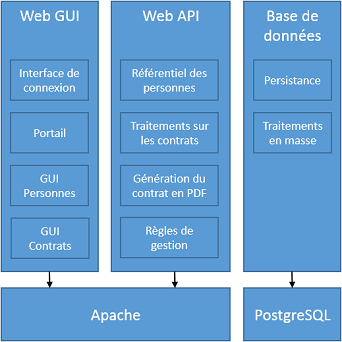 Web GUI
Interface de
connexion
Portail
GUI
Personnes
GUI
Contrats
Web API
Référentiel des
personnes
Traitements sur
les contrats
Génération du
contrat en PDF
Règles de
gestion
Base de
données
Persistance
Traitements
en masse
Apache
PostgreSQL